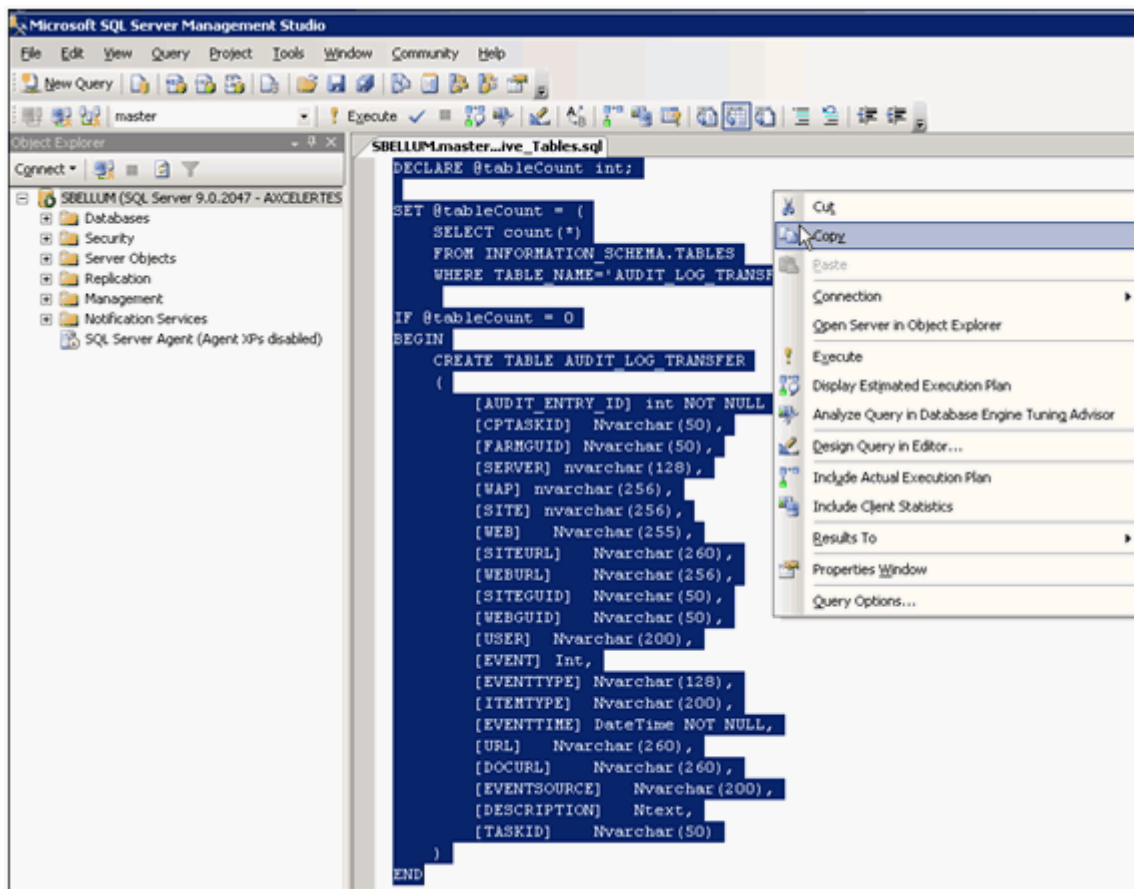 Microsoft SQL Server Management Studio
File Edit View Query Project Tools Window Community Help
New Query
master Execute
Object Explorer
SBELLUM.master...ive_Tables.sql
Connect
SBELLUM (SQL Server 9.0.2047 - AXCELERTES
Databases
Security
Server Objects
Replication
Management
Notification Services
SQL Server Agent (Agent XPs disabled)
DECLARE @tableCount int;
SET @tableCount = (
SELECT count(*)
FROM INFORMATION_SCHEMA.TABLES
WHERE TABLE_NAME='AUDIT_LOG_TRANSF
IF @tableCount = 0
BEGIN
CREATE TABLE AUDIT_LOG_TRANSFER
(
[AUDIT_ENTRY_ID] int NOT NULL
[CPTASKID] Nvarchar(50),
[FARMGUID] Nvarchar(50),
[SERVER] nvarchar(128),
[WAP] nvarchar(256),
[SITE] nvarchar(256),
[WEB] Nvarchar(255),
[SITEURL] Nvarchar(260),
[WEBURL] Nvarchar(256),
[SITEGUID] Nvarchar(50),
[WEBGUID] Nvarchar(50),
[USER] Nvarchar(200),
[EVENT] Int,
[EVENTTYPE] Nvarchar(128),
[ITEMTYPE] Nvarchar(200),
[EVENTTIME] DateTime NOT NULL,
[URL] Nvarchar(260),
[DOCURL] Nvarchar(260),
[EVENTSOURCE] Nvarchar(200),
[DESCRIPTION] Ntext,
[TASKID] Nvarchar(50)
)
END
Cut
Copy
Paste
Connection
Open Server in Object Explorer
Execute
Display Estimated Execution Plan
Analyze Query in Database Engine Tuning Advisor
Design Query in Editor...
Include Actual Execution Plan
Include Client Statistics
Results To
Properties Window
Query Options...